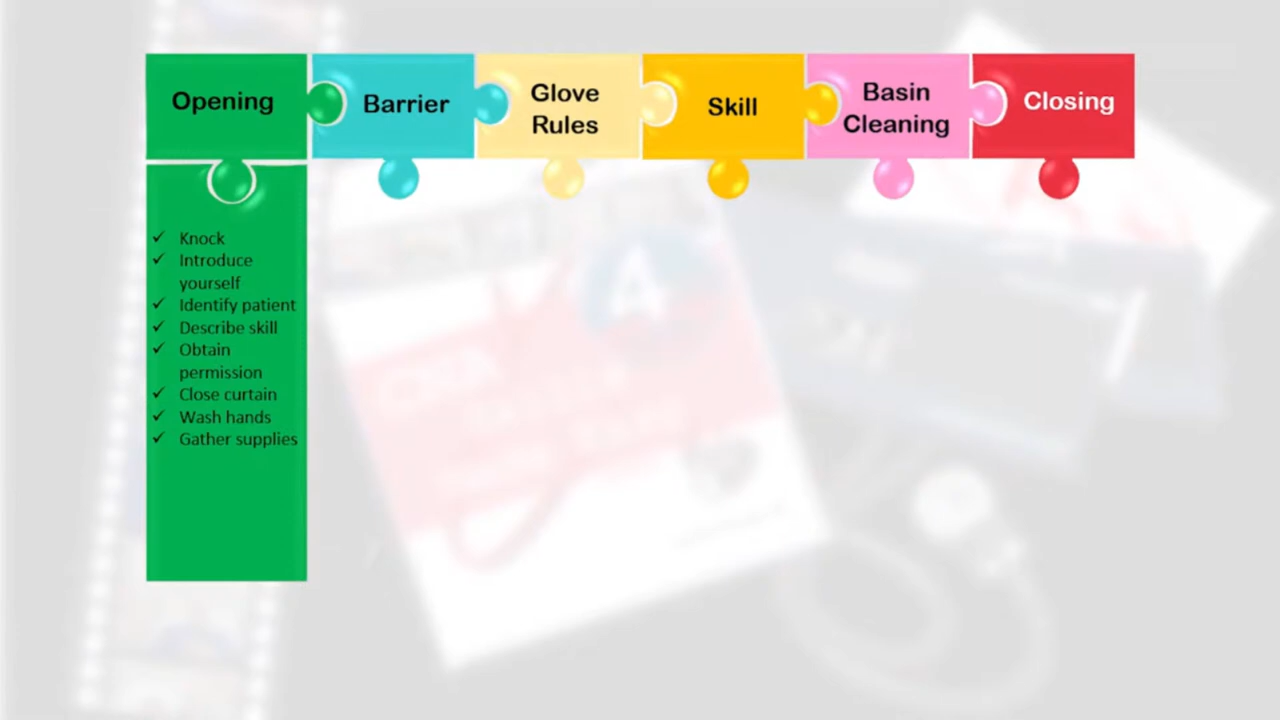 Opening
Barrier
Glove
Rules
Skill
Basin
Cleaning
Closing
✓ Knock
✓ Introduce
yourself
✓ Identify patient
✓ Describe skill
✓ Obtain
permission
✓ Close curtain
✓ Wash hands
✓ Gather supplies
A